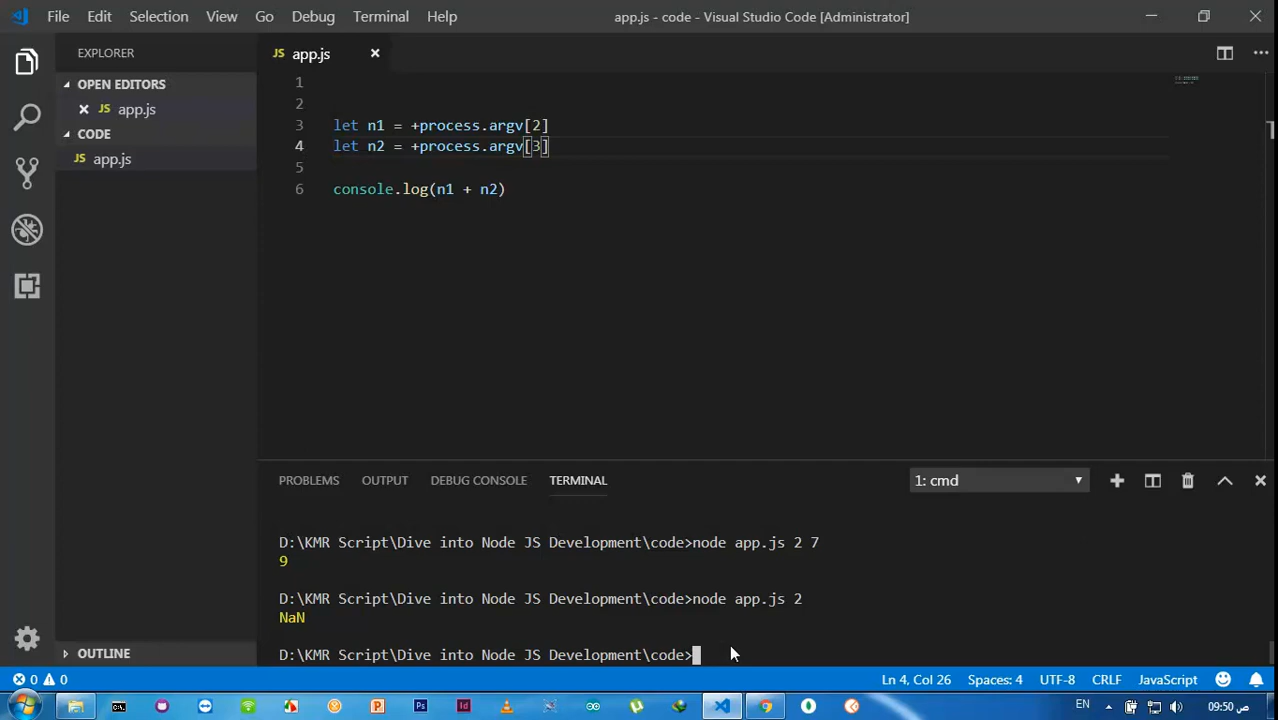 File Edit Selection View Go Debug Terminal Help
app.js - code - Visual Studio Code [Administrator]
EXPLORER
OPEN EDITORS
JS app.js
CODE
JS app.js
OUTLINE
JS app.js
1
2
3 let n1 = +process.argv[2]
4 let n2 = +process.argv[3]
5
6 console.log(n1 + n2)
PROBLEMS OUTPUT DEBUG CONSOLE TERMINAL
1: cmd
D:\KMR Script\Dive into Node JS Development\code>node app.js 2 7
9
D:\KMR Script\Dive into Node JS Development\code>node app.js 2
NaN
D:\KMR Script\Dive into Node JS Development\code>
0 0
Ln 4, Col 26 Spaces: 4 UTF-8 CRLF JavaScript
P Ps Id
EN
09:50 ص